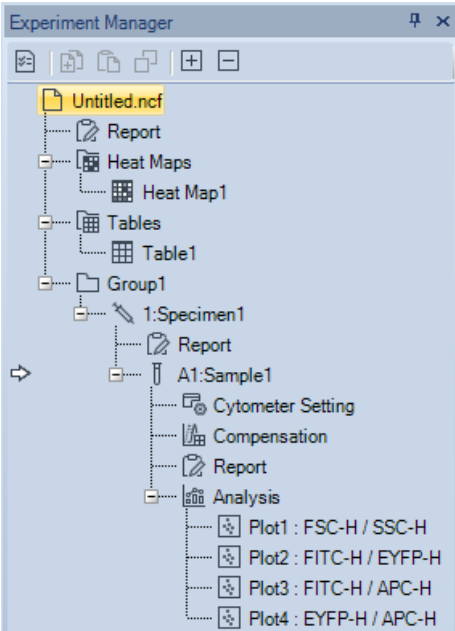 Experiment Manager
Untitled.ncf
Report
Heat Maps
Heat Map1
Tables
Table1
Group1
1:Specimen1
Report
A1:Sample1
Cytometer Setting
Compensation
Report
Analysis
Plot1 : FSC-H / SSC-H
Plot2 : FITC-H / EYFP-H
Plot3 : FITC-H / APC-H
Plot4 : EYFP-H / APC-H